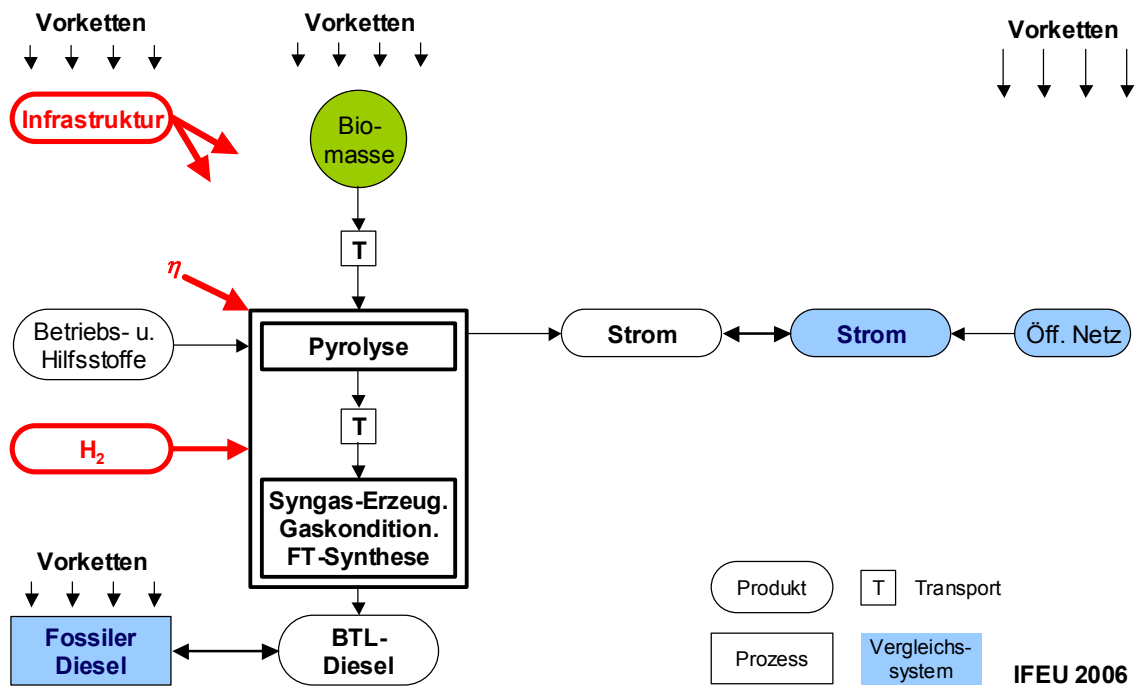 Vorketten
Vorketten
Vorketten
Infrastruktur
Bio-
masse
T
η
Betriebs- u.
Hilfsstoffe
Pyrolyse
Strom
Strom
Öff. Netz
T
H₂
Syngas-Erzeug.
Gaskondition.
FT-Synthese
Vorketten
Fossiler
Diesel
BTL-
Diesel
Produkt
T
Transport
Prozess
Vergleichs-
system
IFEU 2006